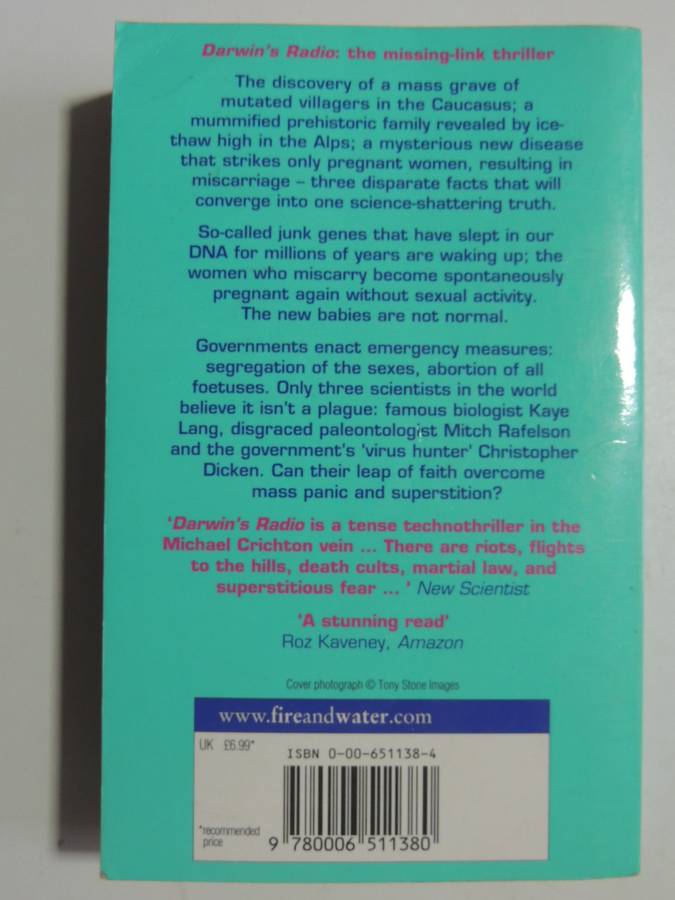 Darwin's Radio: the missing-link thriller
The discovery of a mass grave of
mutated villagers in the Caucasus; a
mummified prehistoric family revealed by ice-
thaw high in the Alps; a mysterious new disease
that strikes only pregnant women, resulting in
miscarriage – three disparate facts that will
converge into one science-shattering truth.
So-called junk genes that have slept in our
DNA for millions of years are waking up; the
women who miscarry become spontaneously
pregnant again without sexual activity.
The new babies are not normal.
Governments enact emergency measures:
segregation of the sexes, abortion of all
foetuses. Only three scientists in the world
believe it isn't a plague: famous biologist Kaye
Lang, disgraced paleontologist Mitch Rafelson
and the government's 'virus hunter' Christopher
Dicken. Can their leap of faith overcome
mass panic and superstition?
'Darwin's Radio is a tense technothriller in the
Michael Crichton vein ... There are riots, flights
to the hills, death cults, martial law, and
superstitious fear ... ' New Scientist
'A stunning read'
Roz Kaveney, Amazon
Cover photograph © Tony Stone Images
www.fireandwater.com
UK £6.99*
ISBN 0-00-651138-4
*recommended
price
9 780006 511380